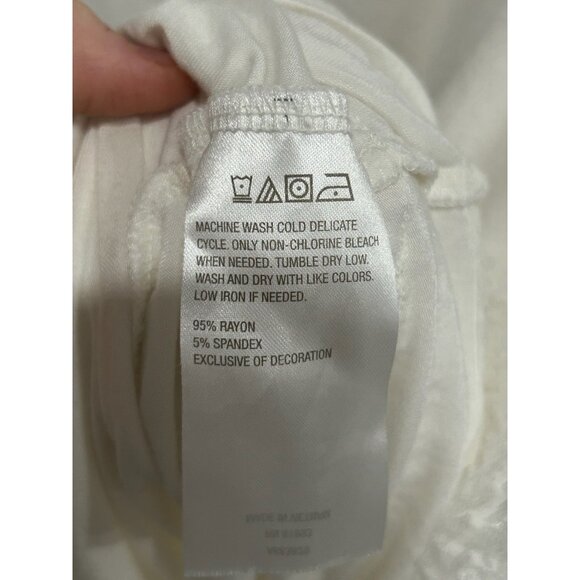 MACHINE WASH COLD DELICATE
CYCLE. ONLY NON-CHLORINE BLEACH
WHEN NEEDED. TUMBLE DRY LOW.
WASH AND DRY WITH LIKE COLORS.
LOW IRON IF NEEDED.
95% RAYON
5% SPANDEX
EXCLUSIVE OF DECORATION